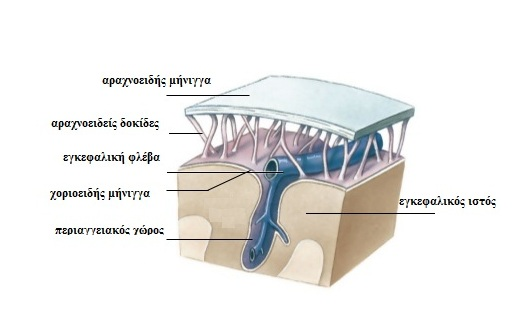 αραχνοειδής μήνιγγα
αραχνοειδείς δοκίδες
εγκεφαλική φλέβα
χοριοειδής μήνιγγα
εγκεφαλικός ιστός
περιαγγειακός χώρος